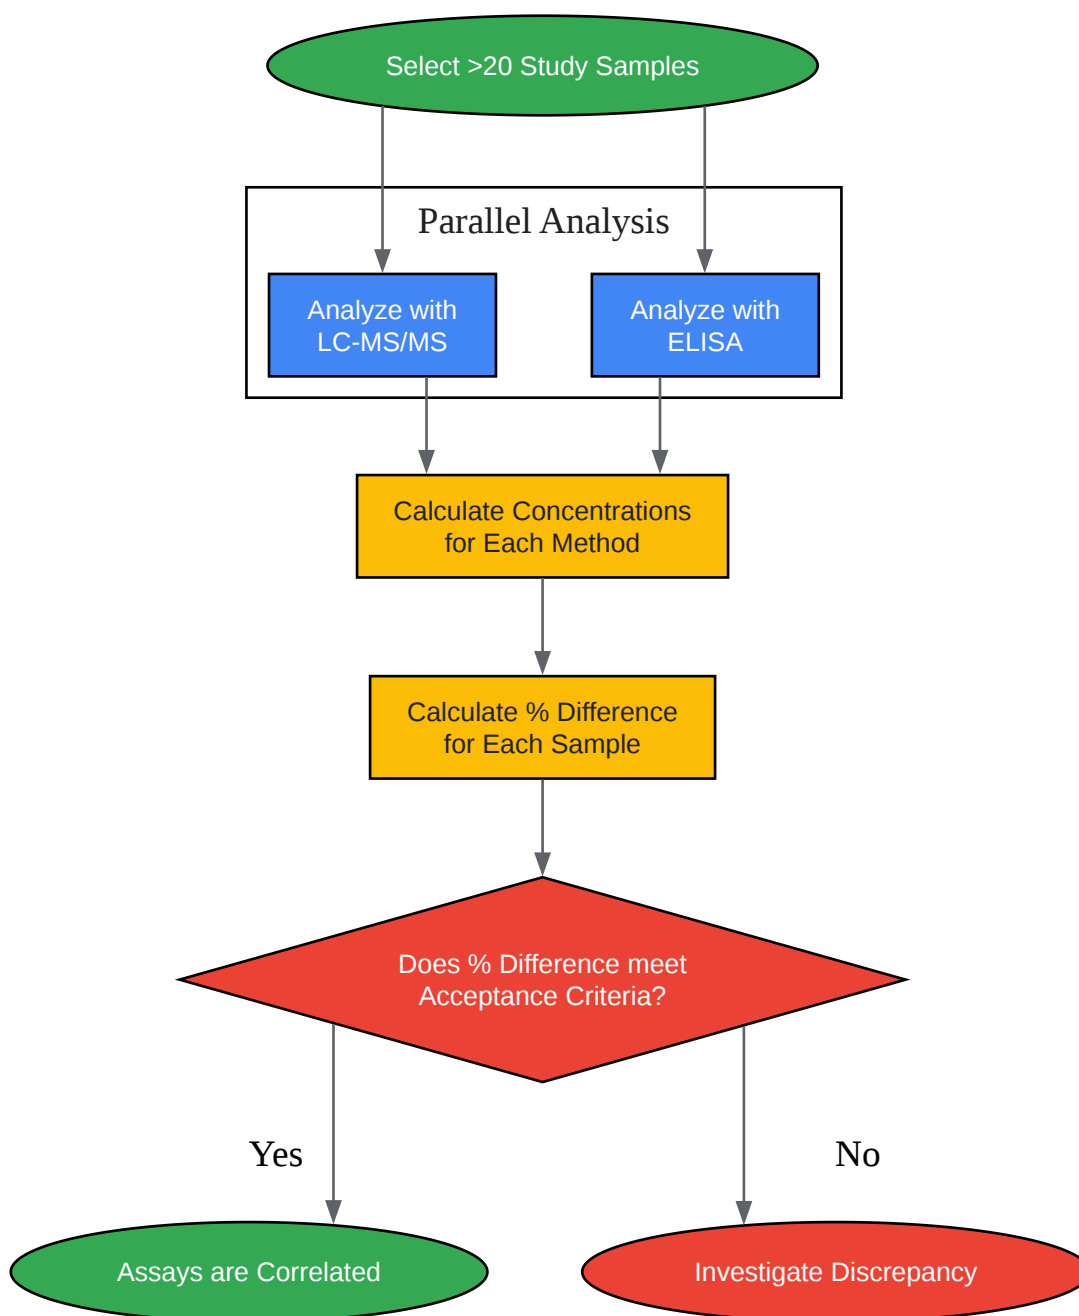 Select >20 Study Samples
Parallel Analysis
Analyze with
LC-MS/MS
Analyze with
ELISA
Calculate Concentrations
for Each Method
Calculate % Difference
for Each Sample
Does % Difference meet
Acceptance Criteria?
Yes
No
Assays are Correlated
Investigate Discrepancy